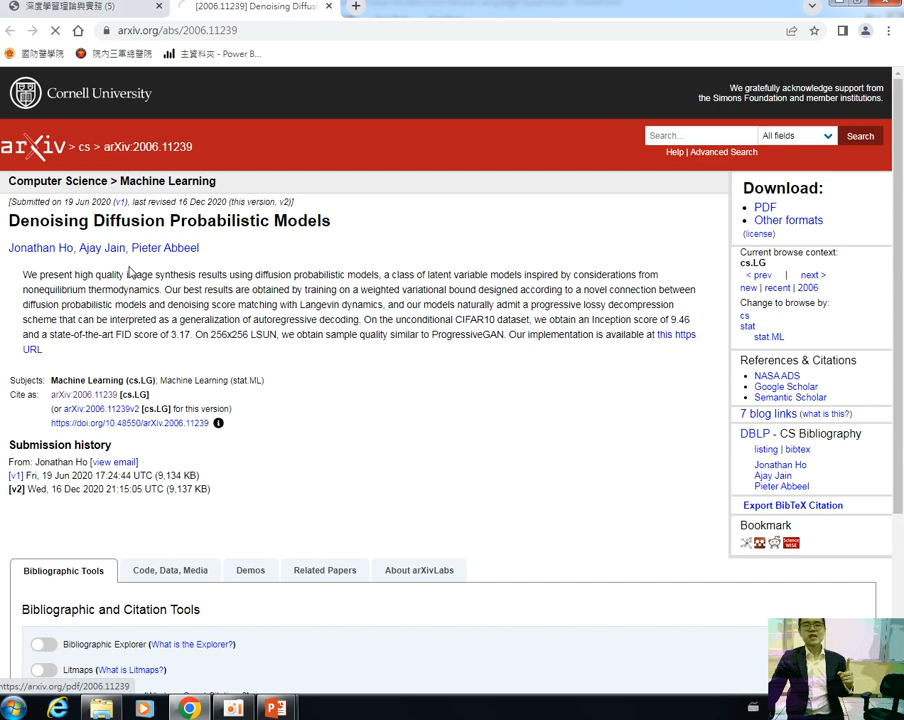 深度學習理論與實務 (5)
[2006.11239] Denoising Diffusi
arxiv.org/abs/2006.11239
國防醫學院
院內三軍總醫院
主資料夾 - Power B...
Cornell University
We gratefully acknowledge support from
the Simons Foundation and member institutions.
arXiv > cs > arXiv:2006.11239
Search...
All fields
Search
Help | Advanced Search
Computer Science > Machine Learning
[Submitted on 19 Jun 2020 (v1), last revised 16 Dec 2020 (this version, v2)]
Denoising Diffusion Probabilistic Models
Jonathan Ho, Ajay Jain, Pieter Abbeel
We present high quality image synthesis results using diffusion probabilistic models, a class of latent variable models inspired by considerations from
nonequilibrium thermodynamics. Our best results are obtained by training on a weighted variational bound designed according to a novel connection between
diffusion probabilistic models and denoising score matching with Langevin dynamics, and our models naturally admit a progressive lossy decompression
scheme that can be interpreted as a generalization of autoregressive decoding. On the unconditional CIFAR10 dataset, we obtain an Inception score of 9.46
and a state-of-the-art FID score of 3.17. On 256x256 LSUN, we obtain sample quality similar to ProgressiveGAN. Our implementation is available at this https
URL
Subjects: Machine Learning (cs.LG); Machine Learning (stat.ML)
Cite as: arXiv:2006.11239 [cs.LG]
(or arXiv:2006.11239v2 [cs.LG] for this version)
https://doi.org/10.48550/arXiv.2006.11239
Submission history
From: Jonathan Ho [view email]
[v1] Fri, 19 Jun 2020 17:24:44 UTC (9,134 KB)
[v2] Wed, 16 Dec 2020 21:15:05 UTC (9,137 KB)
Download:
PDF
Other formats
(license)
Current browse context:
cs.LG
< prev | next >
new | recent | 2006
Change to browse by:
cs
stat
stat.ML
References & Citations
NASA ADS
Google Scholar
Semantic Scholar
7 blog links (what is this?)
DBLP - CS Bibliography
listing | bibtex
Jonathan Ho
Ajay Jain
Pieter Abbeel
Export BibTeX Citation
Bookmark
Science WISE
Bibliographic Tools
Code, Data, Media
Demos
Related Papers
About arXivLabs
Bibliographic and Citation Tools
Bibliographic Explorer (What is the Explorer?)
Litmaps (What is Litmaps?)
https://arxiv.org/pdf/2006.11239